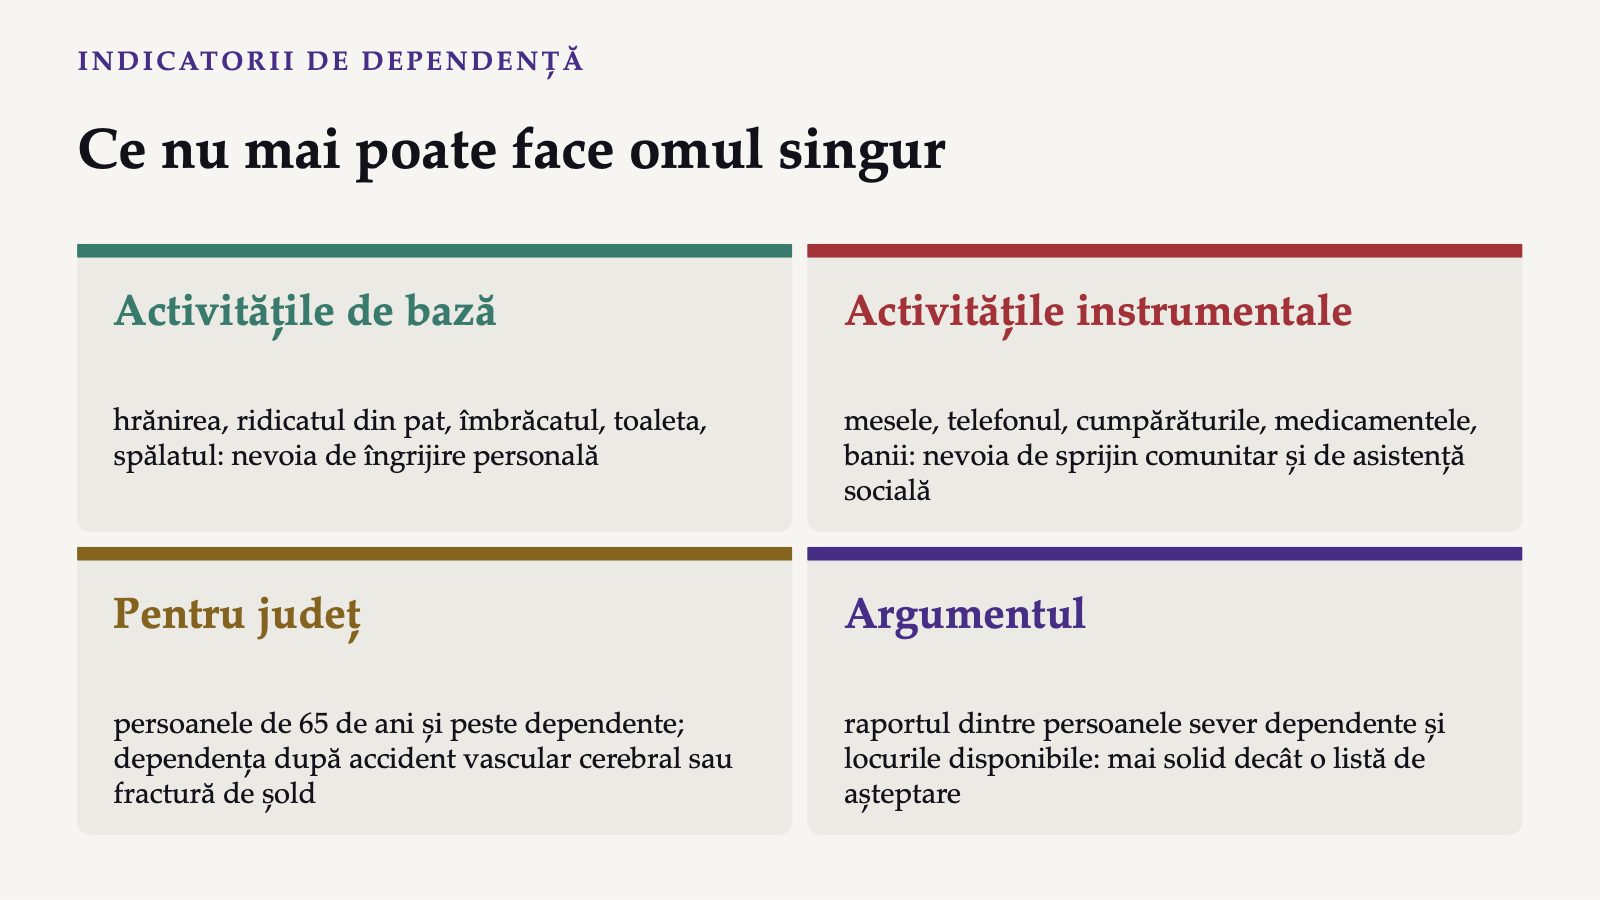 INDICATORII DE DEPENDENȚĂ
Ce nu mai poate face omul singur
Activitățile de bază
hrănirea, ridicatul din pat, îmbrăcatul, toaleta,
spălatul: nevoia de îngrijire personală
Activitățile instrumentale
mesele, telefonul, cumpărăturile, medicamentele,
banii: nevoia de sprijin comunitar și de asistență
socială
Pentru județ
persoanele de 65 de ani și peste dependente;
dependența după accident vascular cerebral sau
fractură de șold
Argumentul
raportul dintre persoanele sever dependente și
locurile disponibile: mai solid decât o listă de
așteptare